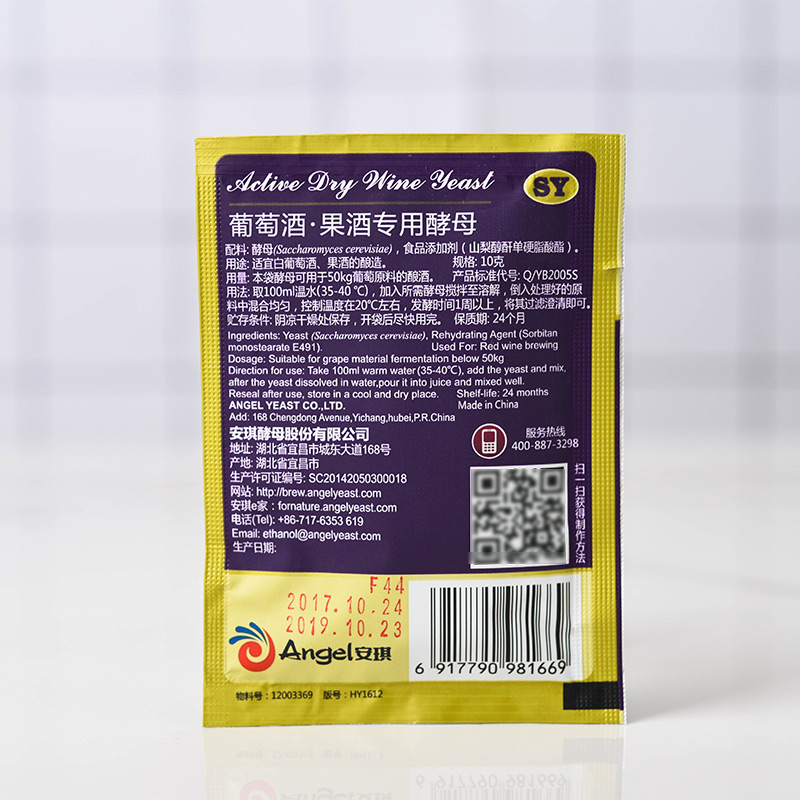 Active Dry Wine Yeast
SY
葡萄酒·果酒专用酵母
配料: 酵母(Saccharomyces cerevisiae)，食品添加剂（山梨醇酐单硬脂酸酯）。
用途: 适宜白葡萄酒、果酒的酿造。 规格: 10克
用量: 本袋酵母可用于50kg葡萄原料的酿酒。 产品标准代号: Q/YB2005S
用法: 取100ml温水(35-40 ℃)，加入所需酵母搅拌至溶解，倒入处理好的原
料中混合均匀，控制温度在20℃左右，发酵时间1周以上，将其过滤澄清即可。
贮存条件: 阴凉干燥处保存，开袋后尽快用完。 保质期: 24个月
Ingredients: Yeast (Saccharomyces cerevisiae), Rehydrating Agent (Sorbitan
monostearate E491). Used For: Red wine brewing
Dosage: Suitable for grape material fermentation below 50kg
Direction for use: Take 100ml warm water (35-40℃), add the yeast and mix,
after the yeast dissolved in water,pour it into juice and mixed well.
Reseal after use, store in a cool and dry place. Shelf-life: 24 months
ANGEL YEAST CO.,LTD. Made in China
Add: 168 Chengdong Avenue,Yichang,hubei,P.R.China
安琪酵母股份有限公司
地址: 湖北省宜昌市城东大道168号
产地: 湖北省宜昌市
生产许可证编号: SC20142050300018
网站: http://brew.angelyeast.com
安琪e家：fornature.angelyeast.com
电话(Tel): +86-717-6353 619
Email: ethanol@angelyeast.com
生产日期:
服务热线
400-887-3298
扫一扫获得制作方法
F44
2017.10.24
2019.10.23
Angel安琪
6 917790 981669
物料号：12003369 版号：HY1612